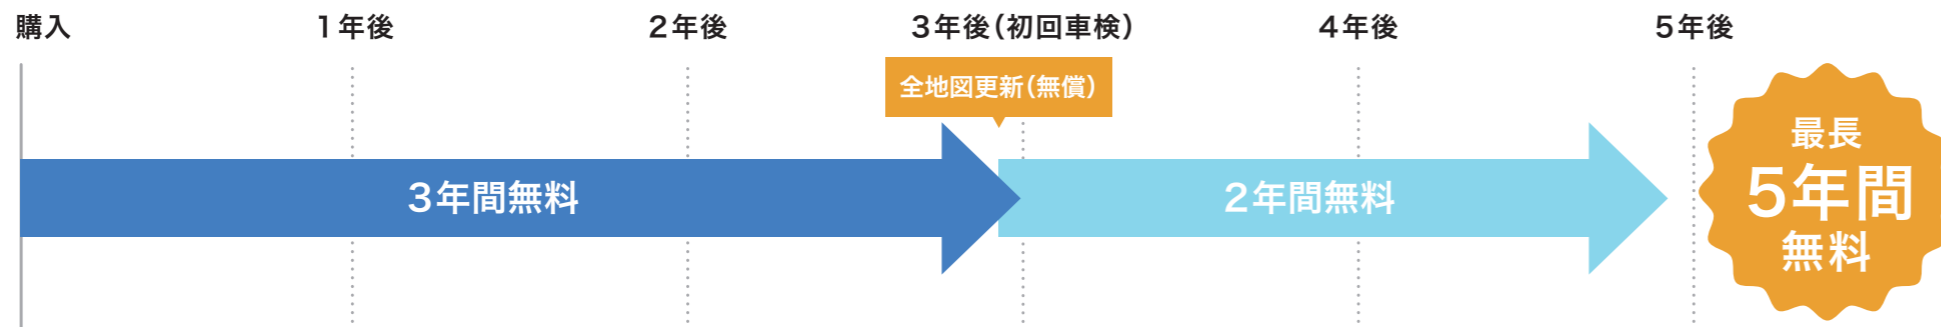 購入
1年後
2年後
3年後(初回車検)
4年後
5年後
全地図更新(無償)
3年間無料
2年間無料
最長
5年間
無料